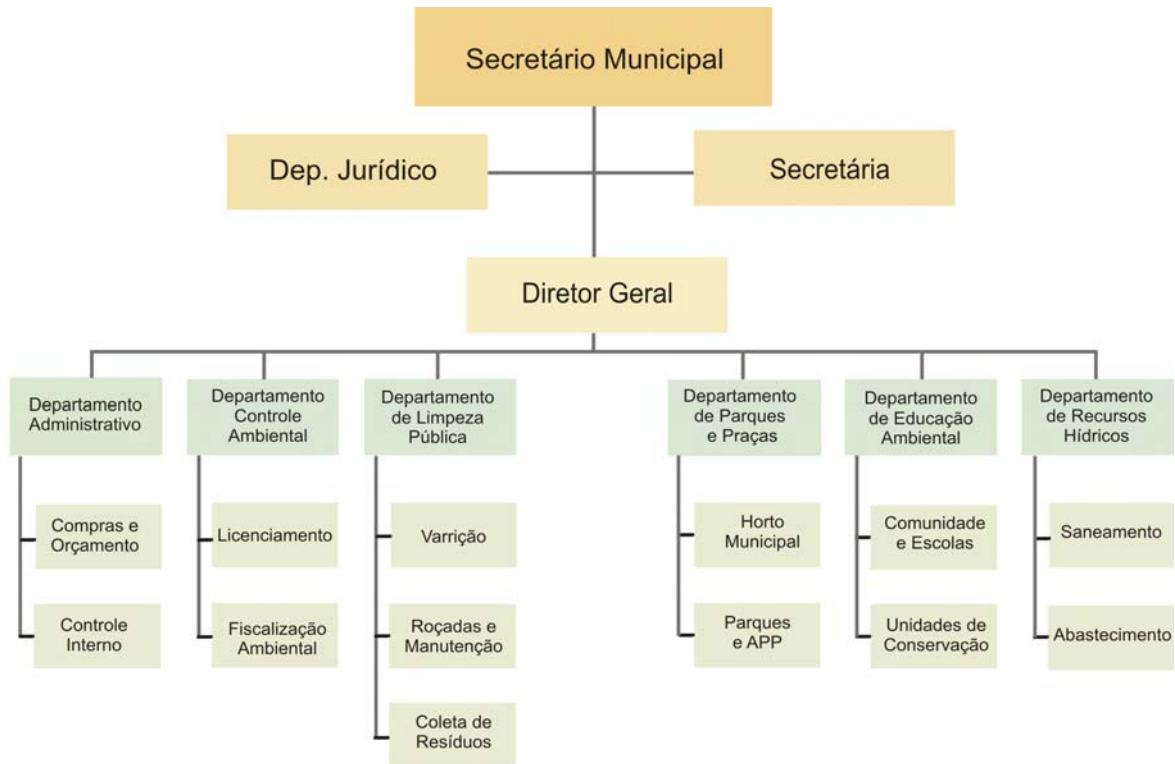 Secretário Municipal
Dep. Jurídico
Secretária
Diretor Geral
Departamento
Administrativo
Departamento
Controle
Ambiental
Departamento
de Limpeza
Pública
Departamento
de Parques
e Praças
Departamento
de Educação
Ambiental
Departamento
de Recursos
Hídricos
Compras e
Orçamento
Licenciamento
Varrição
Horto
Municipal
Comunidade
e Escolas
Saneamento
Controle
Interno
Fiscalização
Ambiental
Roçadas e
Manutenção
Parques
e APP
Unidades de
Conservação
Abastecimento
Coleta de
Resíduos